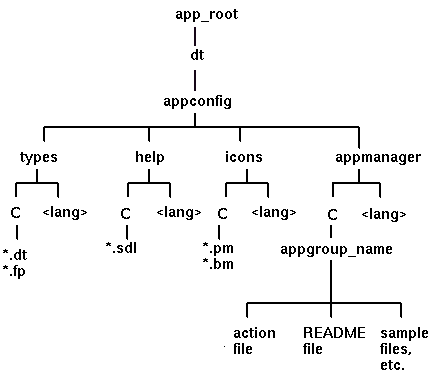 app_root
dt
appconfig
types help icons appmanager
C <lang> C <lang> C <lang> C <lang>
*.dt *.sdl *.pm appgroup_name
*.fp *.bm
action README sample
file file files,
etc.